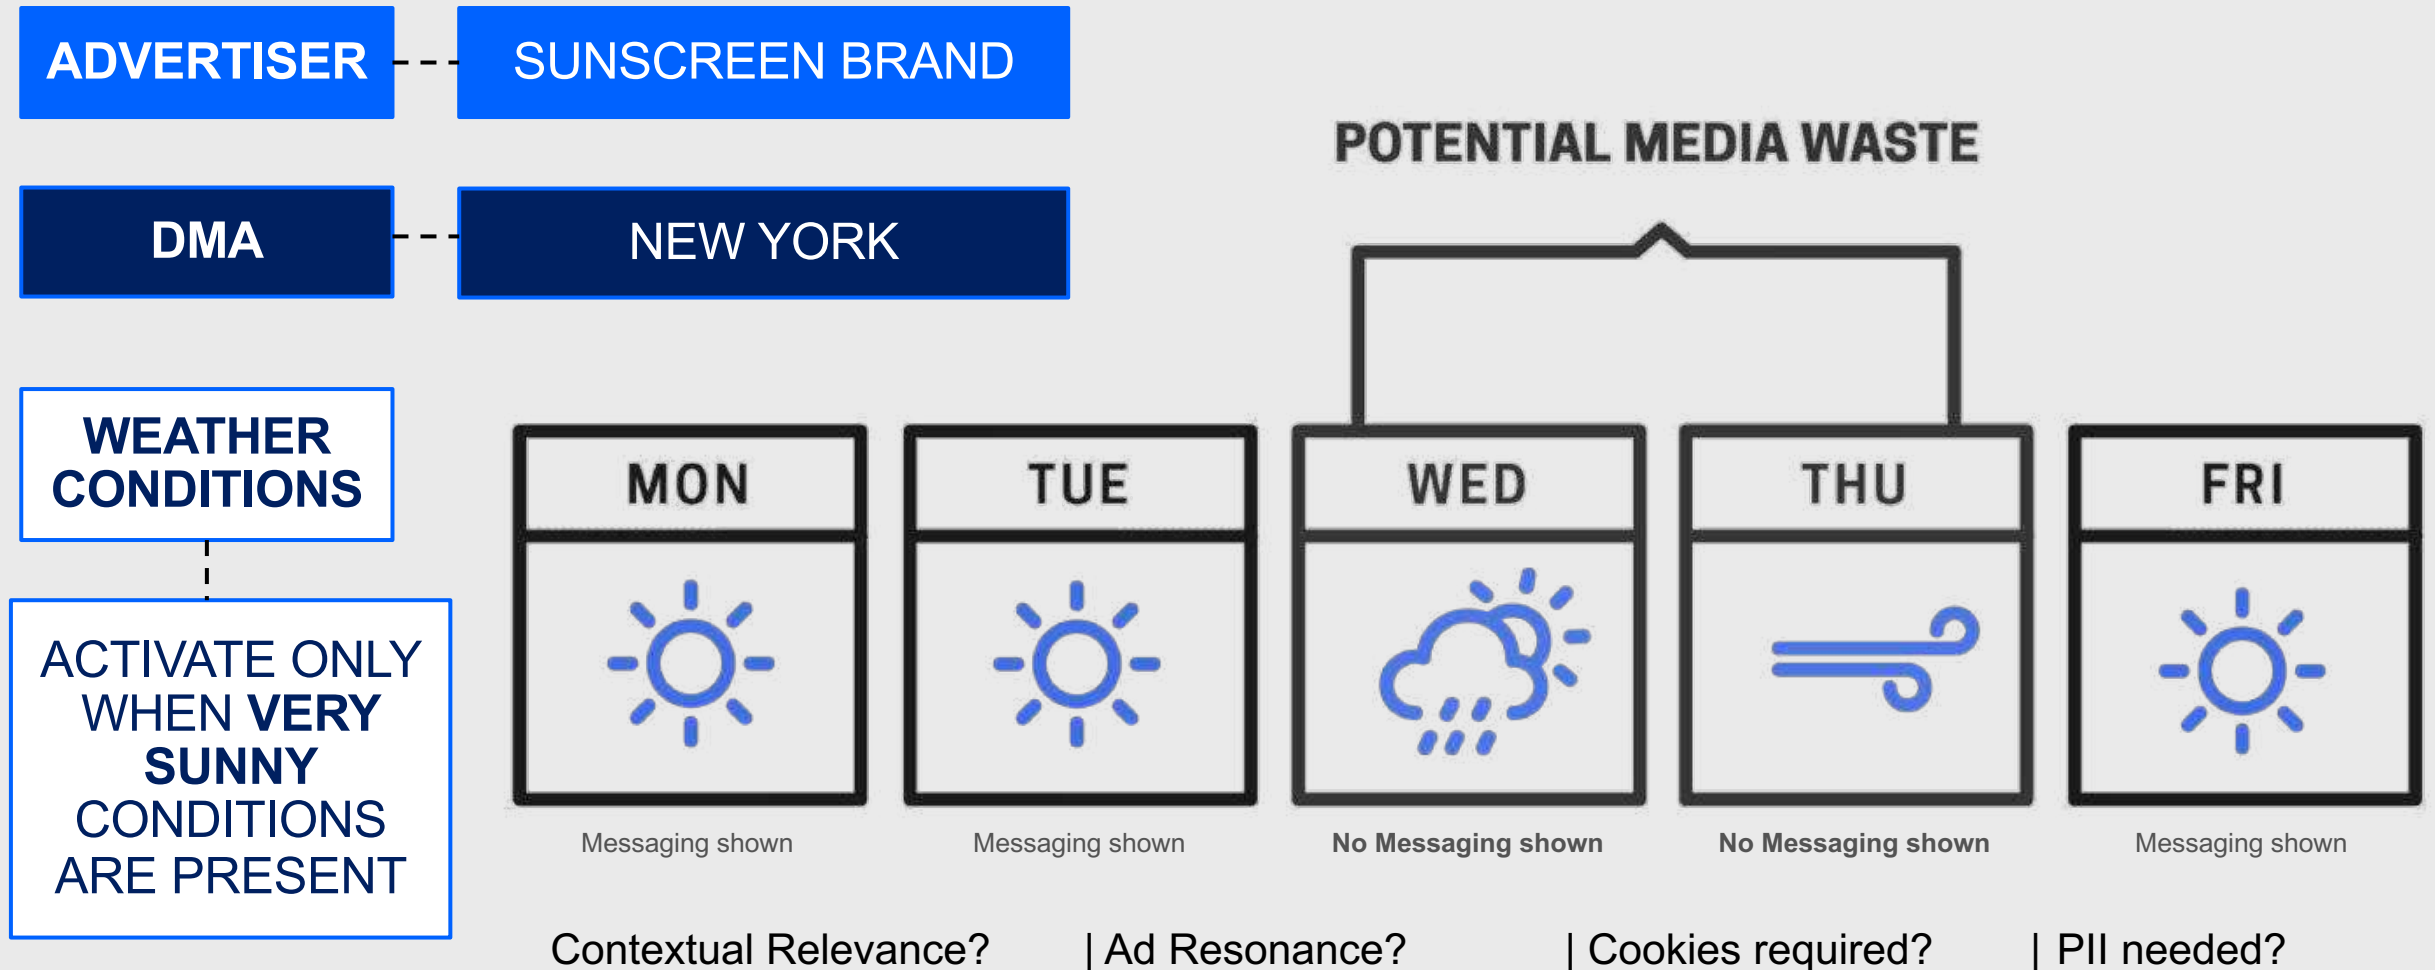 ADVERTISER
SUNSCREEN BRAND
POTENTIAL MEDIA WASTE
DMA
NEW YORK
WEATHER
CONDITIONS
ACTIVATE ONLY
WHEN VERY
SUNNY
CONDITIONS
ARE PRESENT
MON
TUE
WED
THU
FRI
Messaging shown
Messaging shown
No Messaging shown
No Messaging shown
Messaging shown
Contextual Relevance? | Ad Resonance? | Cookies required? | PII needed?